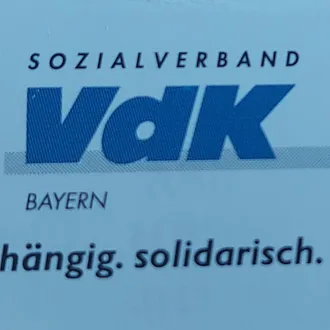 SOZIALVERBAND
VdK
BAYERN
hängig. solidarisch.